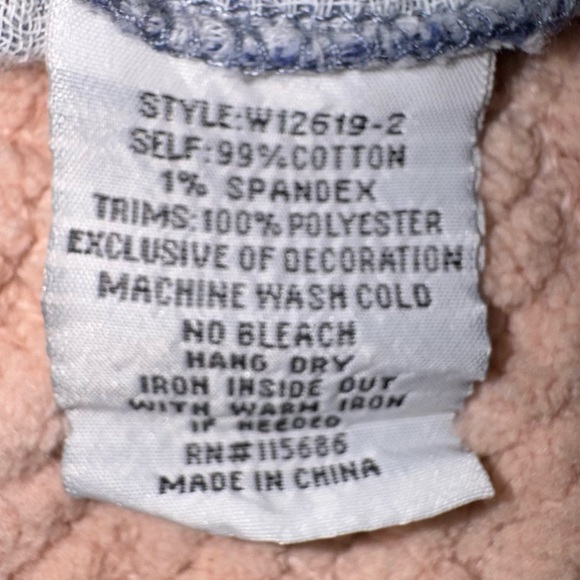 STYLE:W12619-2
SELF:99%COTTON
1% SPANDEX
TRIMS:100%POLYESTER
EXCLUSIVE OF DECORATION
MACHINE WASH COLD
NO BLEACH
HANG DRY
IRON INSIDE OUT
WITH WARM IRON
IF NEEDED
RN#115686
MADE IN CHINA